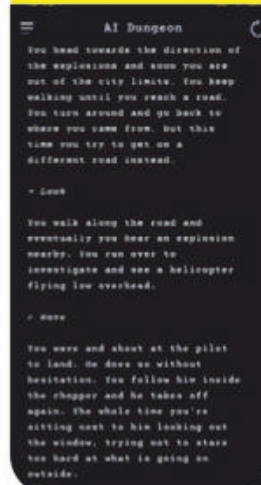 AI Dungeon
You head towards the direction of
the explosions and soon you are
out of the city limits. You keep
walking until you reach a road.
You turn around and go back to
where you came from, but this
time you try to get on a
different road instead.
Look
You walk along the road and
eventually you hear an explosion
nearby. You run over to
investigate and see a helicopter
flying low overhead.
You wave and shout at the pilot
to land. He does so without
hesitation. You follow him inside
the chopper and he takes off
again. The whole time you're
sitting next to him looking out
the window, trying not to stare
too hard at what is going on
outside.